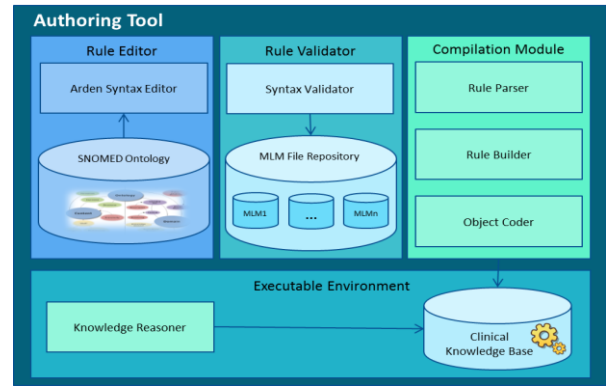 Authoring Tool
Rule Editor
Arden Syntax Editor
SNOMED Ontology
Rule Validator
Syntax Validator
MLM File Repository
MLM1
...
MLMn
Compilation Module
Rule Parser
Rule Builder
Object Coder
Executable Environment
Knowledge Reasoner
Clinical
Knowledge Base